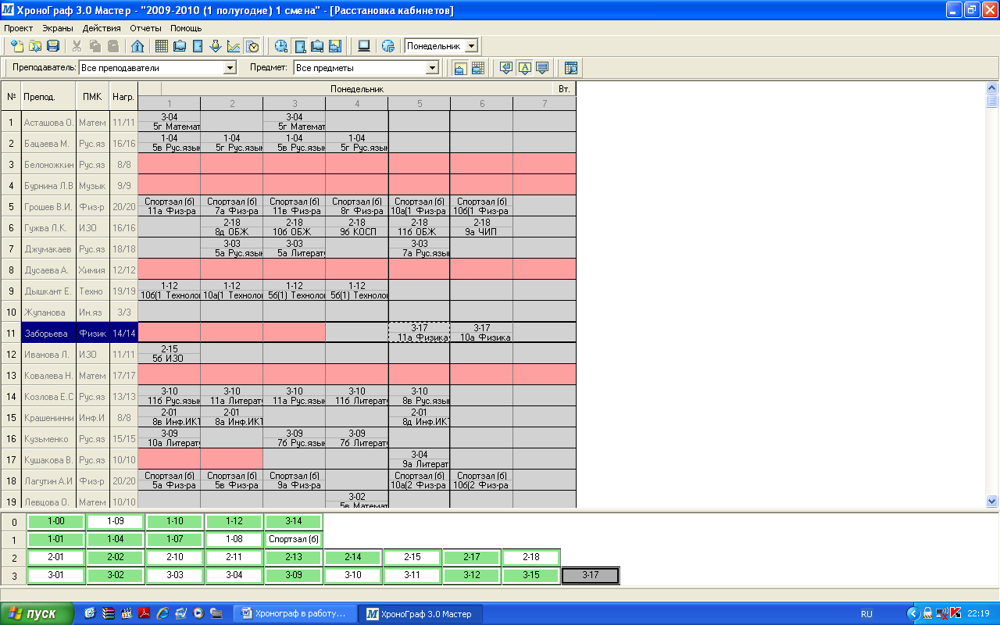 ХроноГраф 3.0 Мастер - "2009-2010 (1 полугодие) 1 смена" - [Расстановка кабинетов]
Проект Экраны Действия Отчеты Помощь
Понедельник
Преподаватель: Все преподаватели Предмет: Все предметы
№ Препод. ПМК Нагр. Понедельник Вт.
1 2 3 4 5 6 7
3-04 3-04
1 Асташова О. Матем 11/11 5г Математ 5г Математ
1-04 1-04 1-04 1-04
2 Бацаева М. Рус.яз 16/16 5в Рус.язык 5г Рус.язык 5в Рус.язык 5г Рус.язык
3 Белоножкин Рус.яз 8/8
4 Бурнина Л.В Музык 9/9
Спортзал (б) Спортзал (б) Спортзал (б) Спортзал (б) Спортзал (б) Спортзал (б)
5 Грошев В.И. Физ-р 20/20 11а Физ-ра 7а Физ-ра 11в Физ-ра 8г Физ-ра 10а(1 Физ-ра 10б(1 Физ-ра
2-18 2-18 2-18 2-18 2-18
6 Гужва Л.К. ИЗО 16/16 8д ОБЖ 10б ОБЖ 9б КОСП 11б ОБЖ 9а ЧИП
3-03 3-03 3-03
7 Джумакаев Рус.яз 18/18 5а Рус.язык 5а Литерат 7а Рус.язык
8 Дусаева А. Химия 12/12
1-12 1-12 1-12 1-12
9 Дышкант Е. Техно 19/19 10б(1 Технолог 10а(1 Технолог 5б(1) Технолог 5б(1) Технолог
10 Жупанова Ин.яз 3/3
3-17 3-17
11 Заборьева Физик 14/14 11а Физика 10а Физика
2-15
12 Иванова Л. ИЗО 11/11 5б ИЗО
13 Ковалева Н. Матем 17/17
3-10 3-10 3-10 3-10 3-10
14 Козлова Е.С Рус.яз 13/13 11б Рус.язык 11а Литерат 11а Рус.язык 11б Литерат 8в Рус.язык
2-01 2-01 2-01
15 Крашенинни Инф.И 8/8 8в Инф.ИКТ 8а Инф.ИКТ 8д Инф.ИКТ
3-09 3-09 3-09
16 Кузьменко Рус.яз 15/15 10а Литерат 7б Рус.язык 7б Литерат
3-04
17 Кушакова В. Рус.яз 10/10 9а Литерат
Спортзал (б) Спортзал (б) Спортзал (б) Спортзал (б) Спортзал (б)
18 Лагутин А.И Физ-р 20/20 5а Физ-ра 5в Физ-ра 9а Физ-ра 10а(2 Физ-ра 10б(2 Физ-ра
3-02
19 Левцова О. Матем 10/10 5в Математ
0 1-00 1-09 1-10 1-12 3-14
1 1-01 1-04 1-07 1-08 Спортзал (б)
2 2-01 2-02 2-10 2-11 2-13 2-14 2-15 2-17 2-18
3 3-01 3-02 3-03 3-04 3-09 3-10 3-11 3-12 3-15 3-17
пуск Хронограф в работу... ХроноГраф 3.0 Мастер RU 22:19